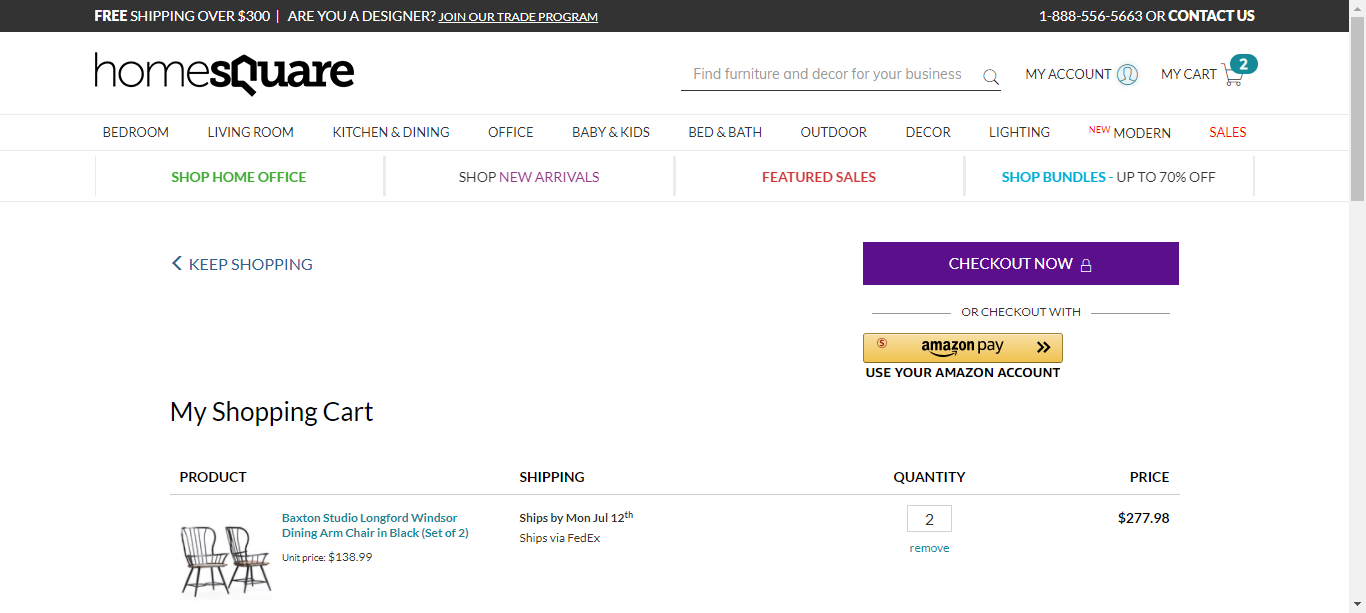 FREE SHIPPING OVER $300 | ARE YOU A DESIGNER? JOIN OUR TRADE PROGRAM
1-888-556-5663 OR CONTACT US
homesquare
Find furniture and decor for your business
MY ACCOUNT
MY CART
2
BEDROOM
LIVING ROOM
KITCHEN & DINING
OFFICE
BABY & KIDS
BED & BATH
OUTDOOR
DECOR
LIGHTING
NEW MODERN
SALES
SHOP HOME OFFICE
SHOP NEW ARRIVALS
FEATURED SALES
SHOP BUNDLES - UP TO 70% OFF
KEEP SHOPPING
CHECKOUT NOW
OR CHECKOUT WITH
S
amazon pay
USE YOUR AMAZON ACCOUNT
My Shopping Cart
PRODUCT
SHIPPING
QUANTITY
PRICE
Baxton Studio Longford Windsor
Dining Arm Chair in Black (Set of 2)
Unit price: $138.99
Ships by Mon Jul 12th
Ships via FedEx
2
remove
$277.98